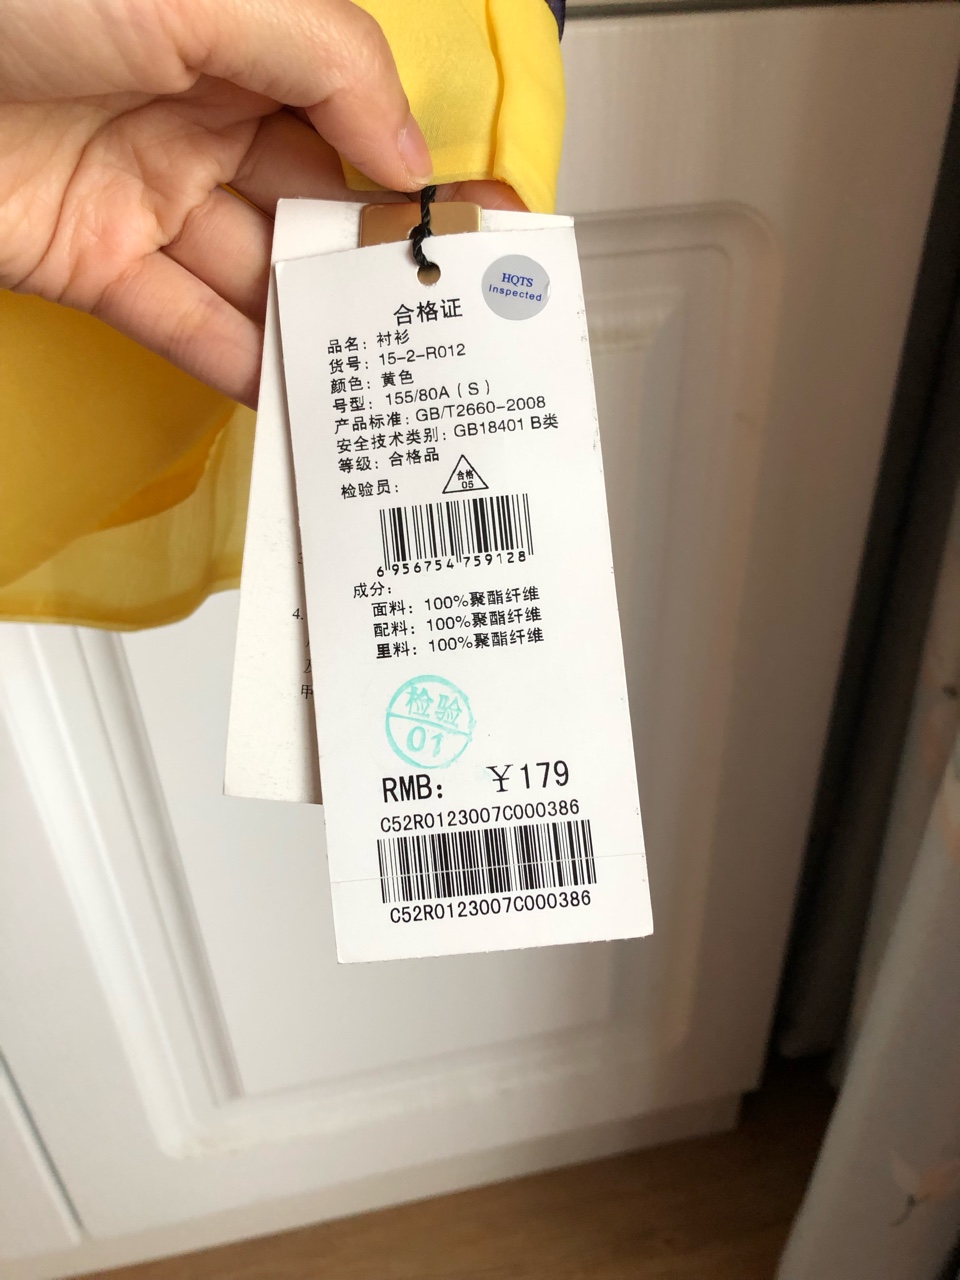 HQTS
Inspected
合格证
品名：衬衫
货号：15-2-R012
颜色：黄色
号型：155/80A（S）
产品标准：GB/T2660-2008
安全技术类别：GB18401 B类
等级：合格品
检验员：
合格
05
6 956754 759128
成分：
面料：100%聚酯纤维
配料：100%聚酯纤维
里料：100%聚酯纤维
检验
01
RMB： ￥179
C52R0123007C000386
C52R0123007C000386
4.